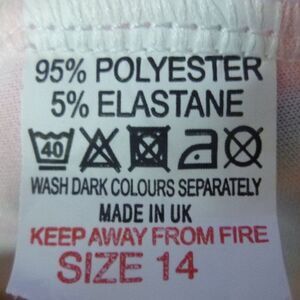 95% POLYESTER
5% ELASTANE
40
WASH DARK COLOURS SEPARATELY
MADE IN UK
KEEP AWAY FROM FIRE
SIZE 14